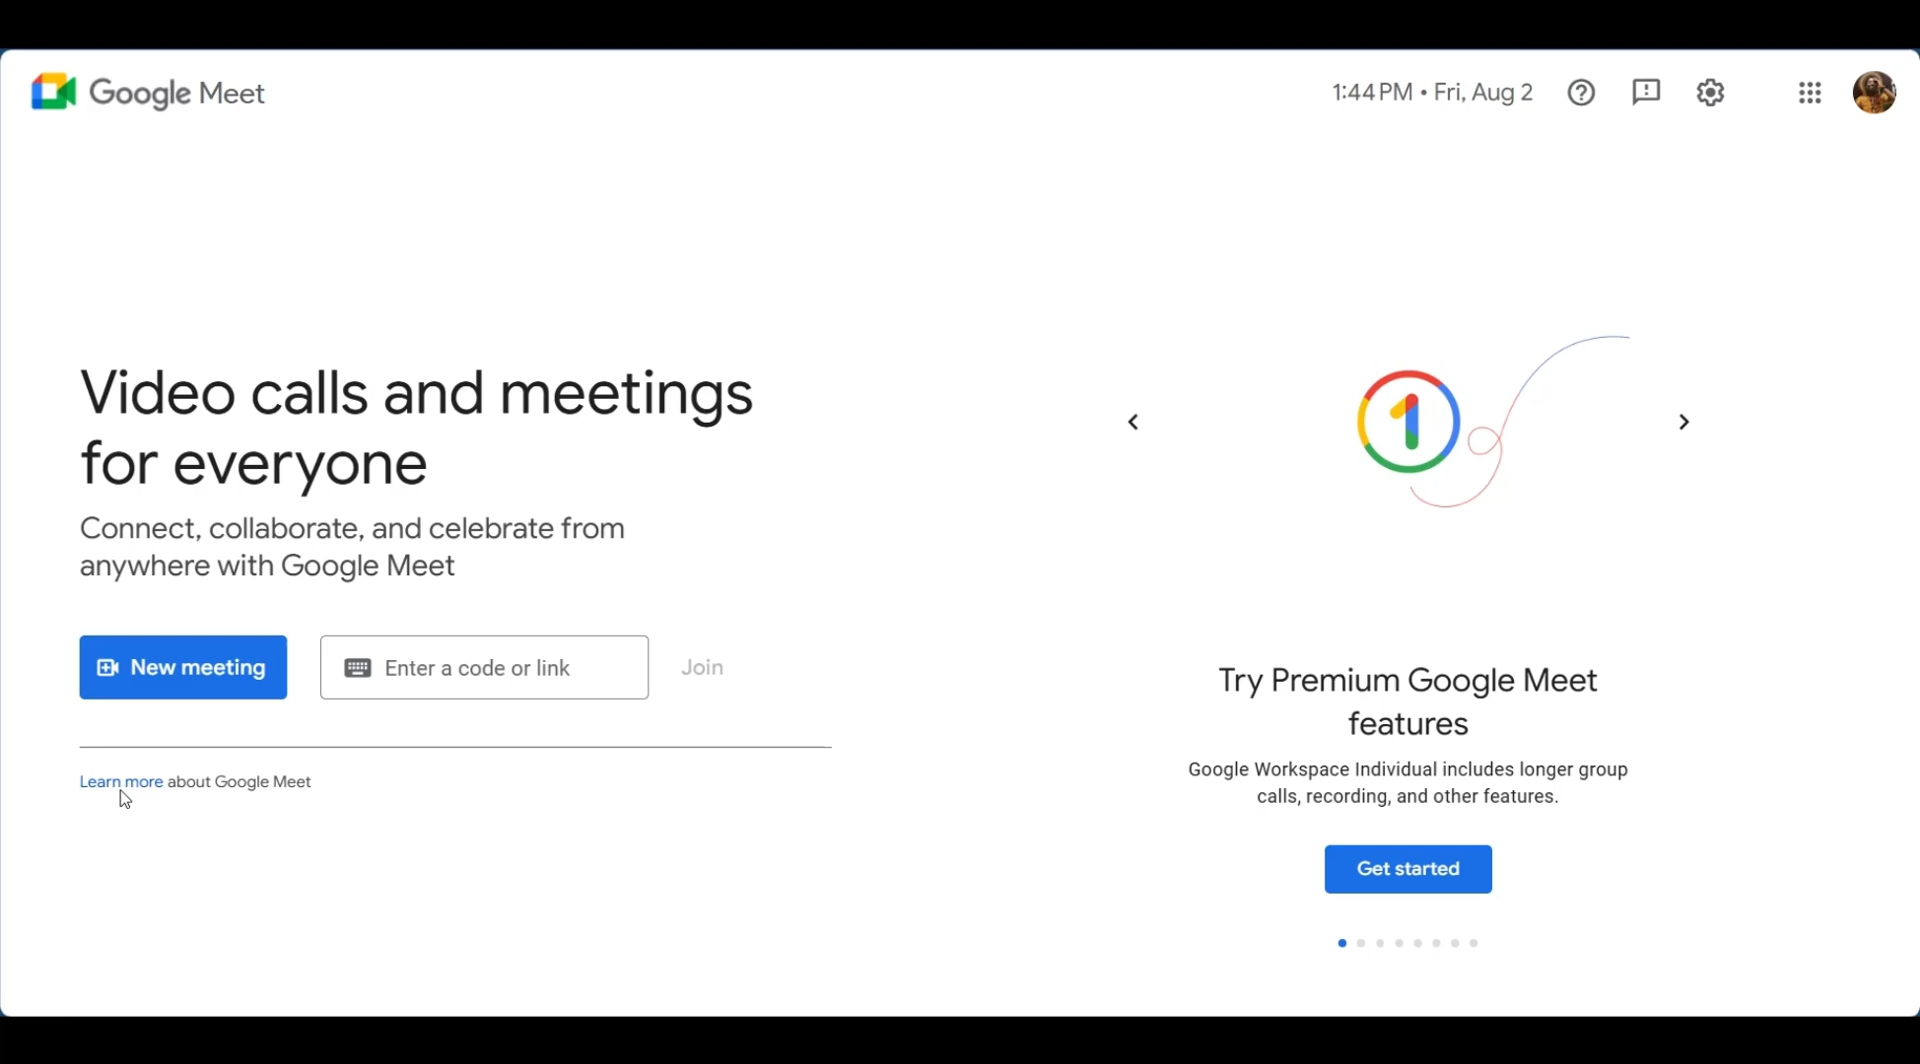 Google Meet
1:44 PM • Fri, Aug 2
Video calls and meetings
for everyone
Connect, collaborate, and celebrate from
anywhere with Google Meet
New meeting
Enter a code or link
Join
Learn more about Google Meet
1
Try Premium Google Meet
features
Google Workspace Individual includes longer group
calls, recording, and other features.
Get started